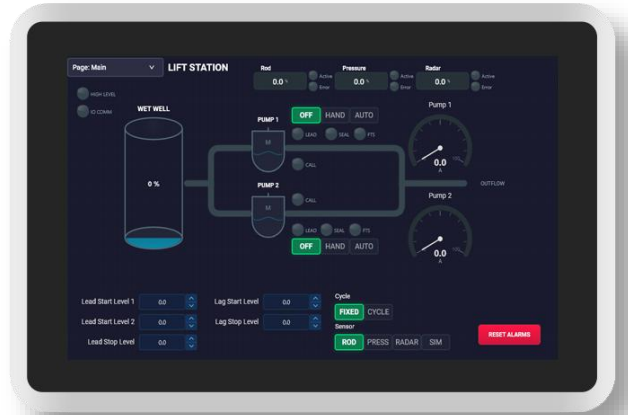 Page: Main
LIFT STATION
Rod
Pressure
Radar
0.0 %
Active
Error
0.0 %
Active
Error
0.0 %
Active
Error
HIGH LEVEL
IO COMM
WET WELL
0 %
PUMP 1
OFF HAND AUTO
LEAD SEAL PTS
M
CALL
Pump 1
0.0
A
PUMP 2
CALL
M
LEAD SEAL PTS
OFF HAND AUTO
OUTFLOW
Pump 2
0.0
A
Lead Start Level 1 0.0
Lag Start Level 0.0
Cycle
FIXED CYCLE
Lead Start Level 2 0.0
Lag Stop Level 0.0
Sensor
Lead Stop Level 0.0
ROD PRESS RADAR SIM
RESET ALARMS